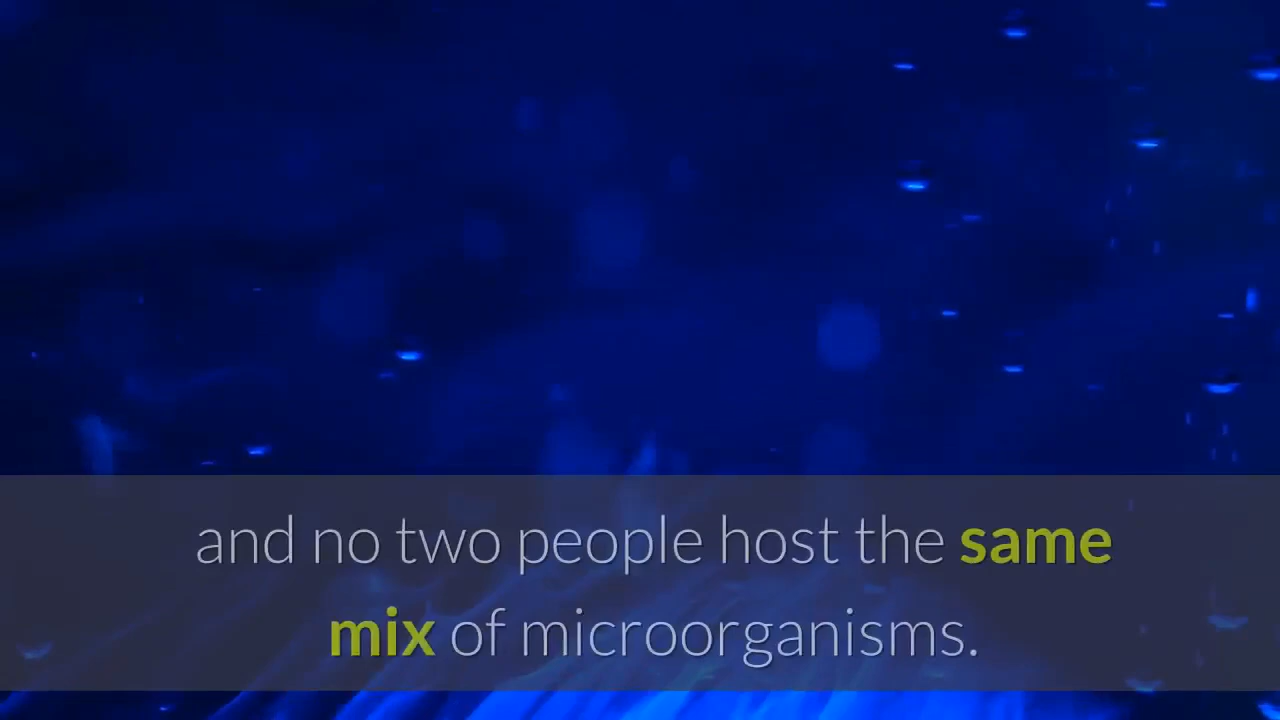 and no two people host the same
mix of microorganisms.